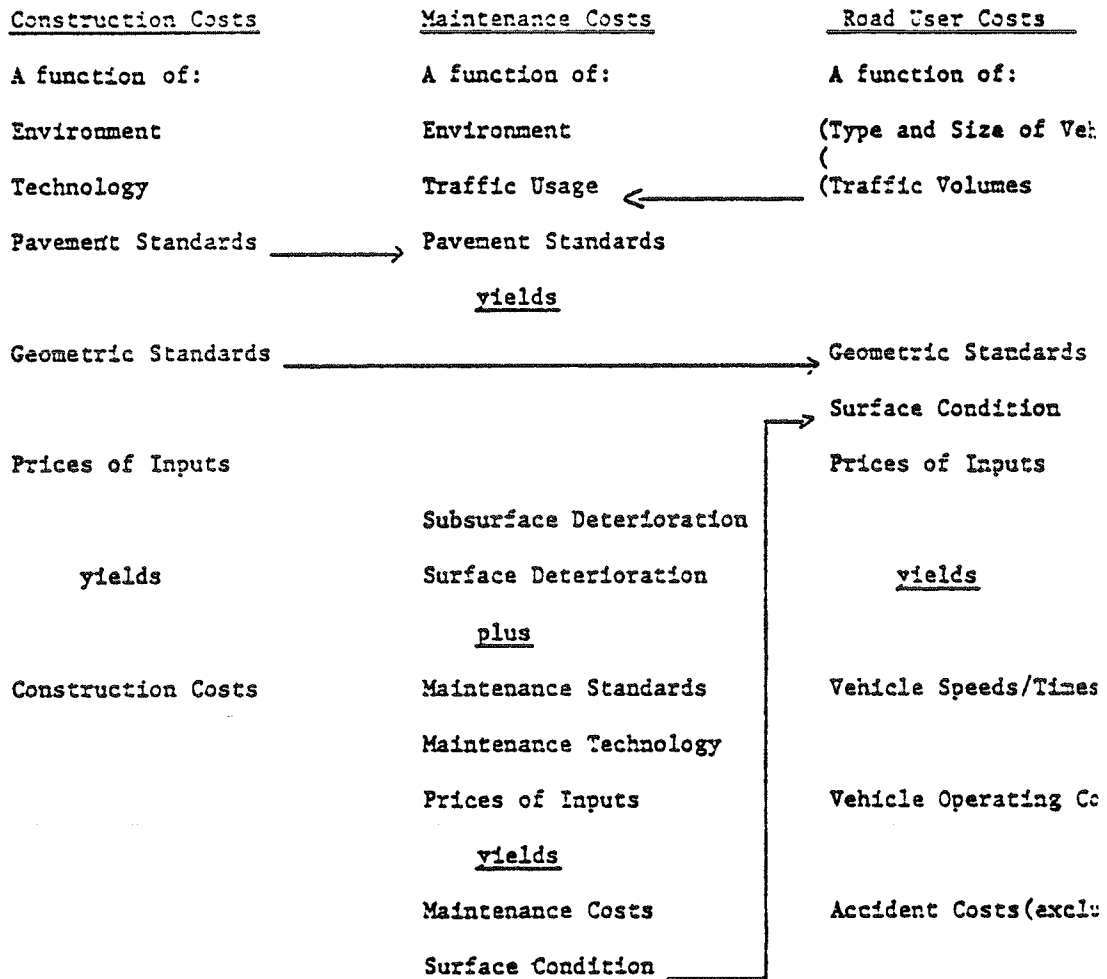 Construction Costs
Maintenance Costs
Road User Costs
A function of:
A function of:
A function of:
Environment
Environment
(Type and Size of
(
Technology
Traffic Usage
(Traffic Volumes
Pavement Standards
Pavement Standards
yields
Geometric Standards
Geometric Standards
Surface Condition
Prices of Inputs
Prices of Inputs
Subsurface Deterioration
yields
Surface Deterioration
yields
plus
Construction Costs
Maintenance Standards
Vehicle Speeds/Times
Maintenance Technology
Prices of Inputs
Vehicle Operating
yields
Maintenance Costs
Accident Costs
Surface Condition